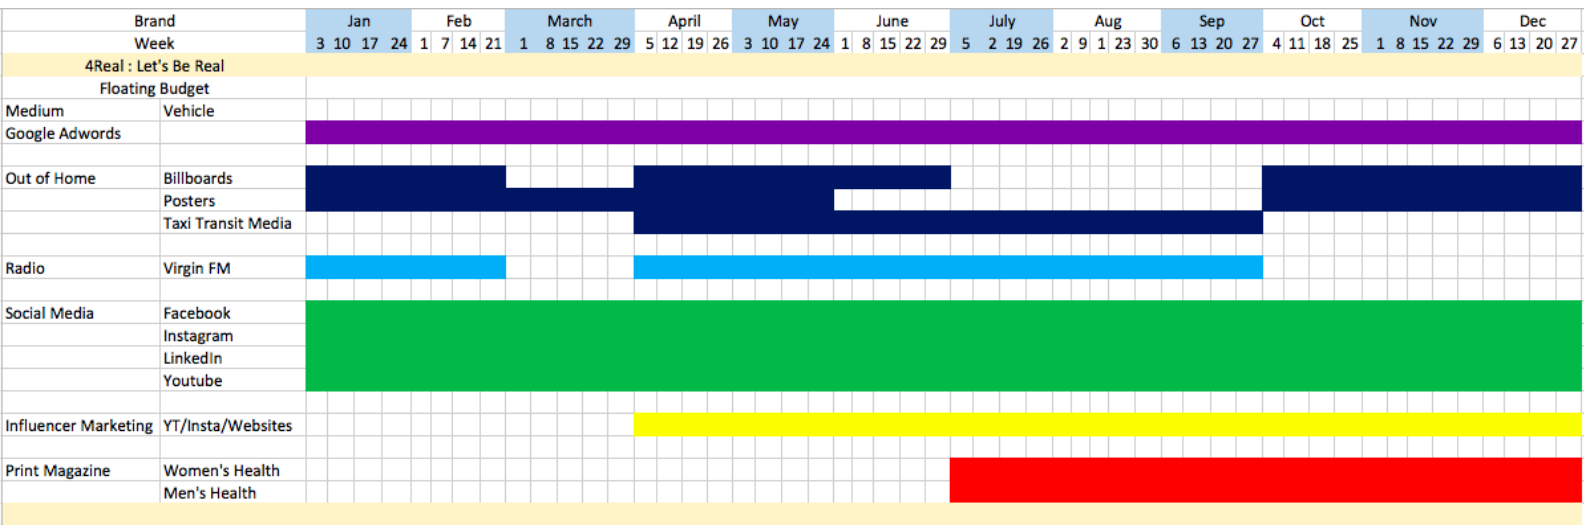 Brand Jan Feb March April May June July Aug Sep Oct Nov Dec
Week 3 10 17 24 1 7 14 21 1 8 15 22 29 5 12 19 26 3 10 17 24 1 8 15 22 29 5 2 19 26 2 9 1 23 30 6 13 20 27 4 11 18 25 1 8 15 22 29 6 13 20 27
4Real : Let's Be Real
Floating Budget
Medium Vehicle
Google Adwords
Out of Home Billboards
Posters
Taxi Transit Media
Radio Virgin FM
Social Media Facebook
Instagram
LinkedIn
Youtube
Influencer Marketing YT/Insta/Websites
Print Magazine Women's Health
Men's Health